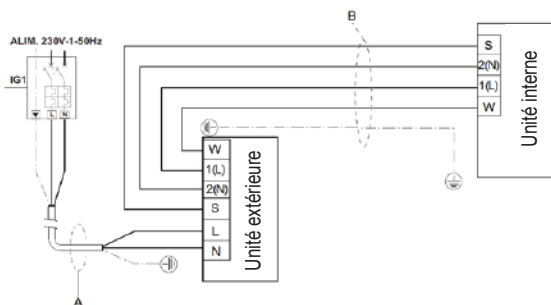 ALIM. 230V-1-50Hz
IG1
L
N
A
B
W
1(L)
2(N)
S
L
N
Unité extérieure
S
2(N)
1(L)
W
Unité interne